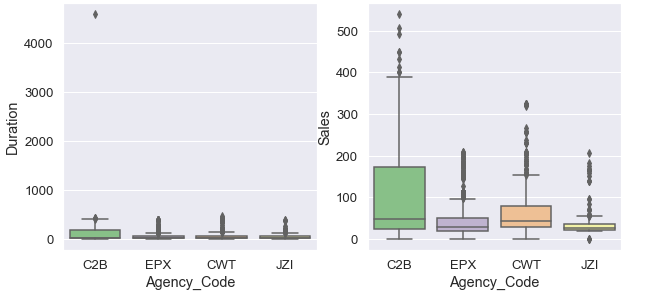 4000
3000
2000
1000
0
Duration
C2B EPX CWT JZI
Agency_Code
500
400
300
200
100
0
Sales
C2B EPX CWT JZI
Agency_Code